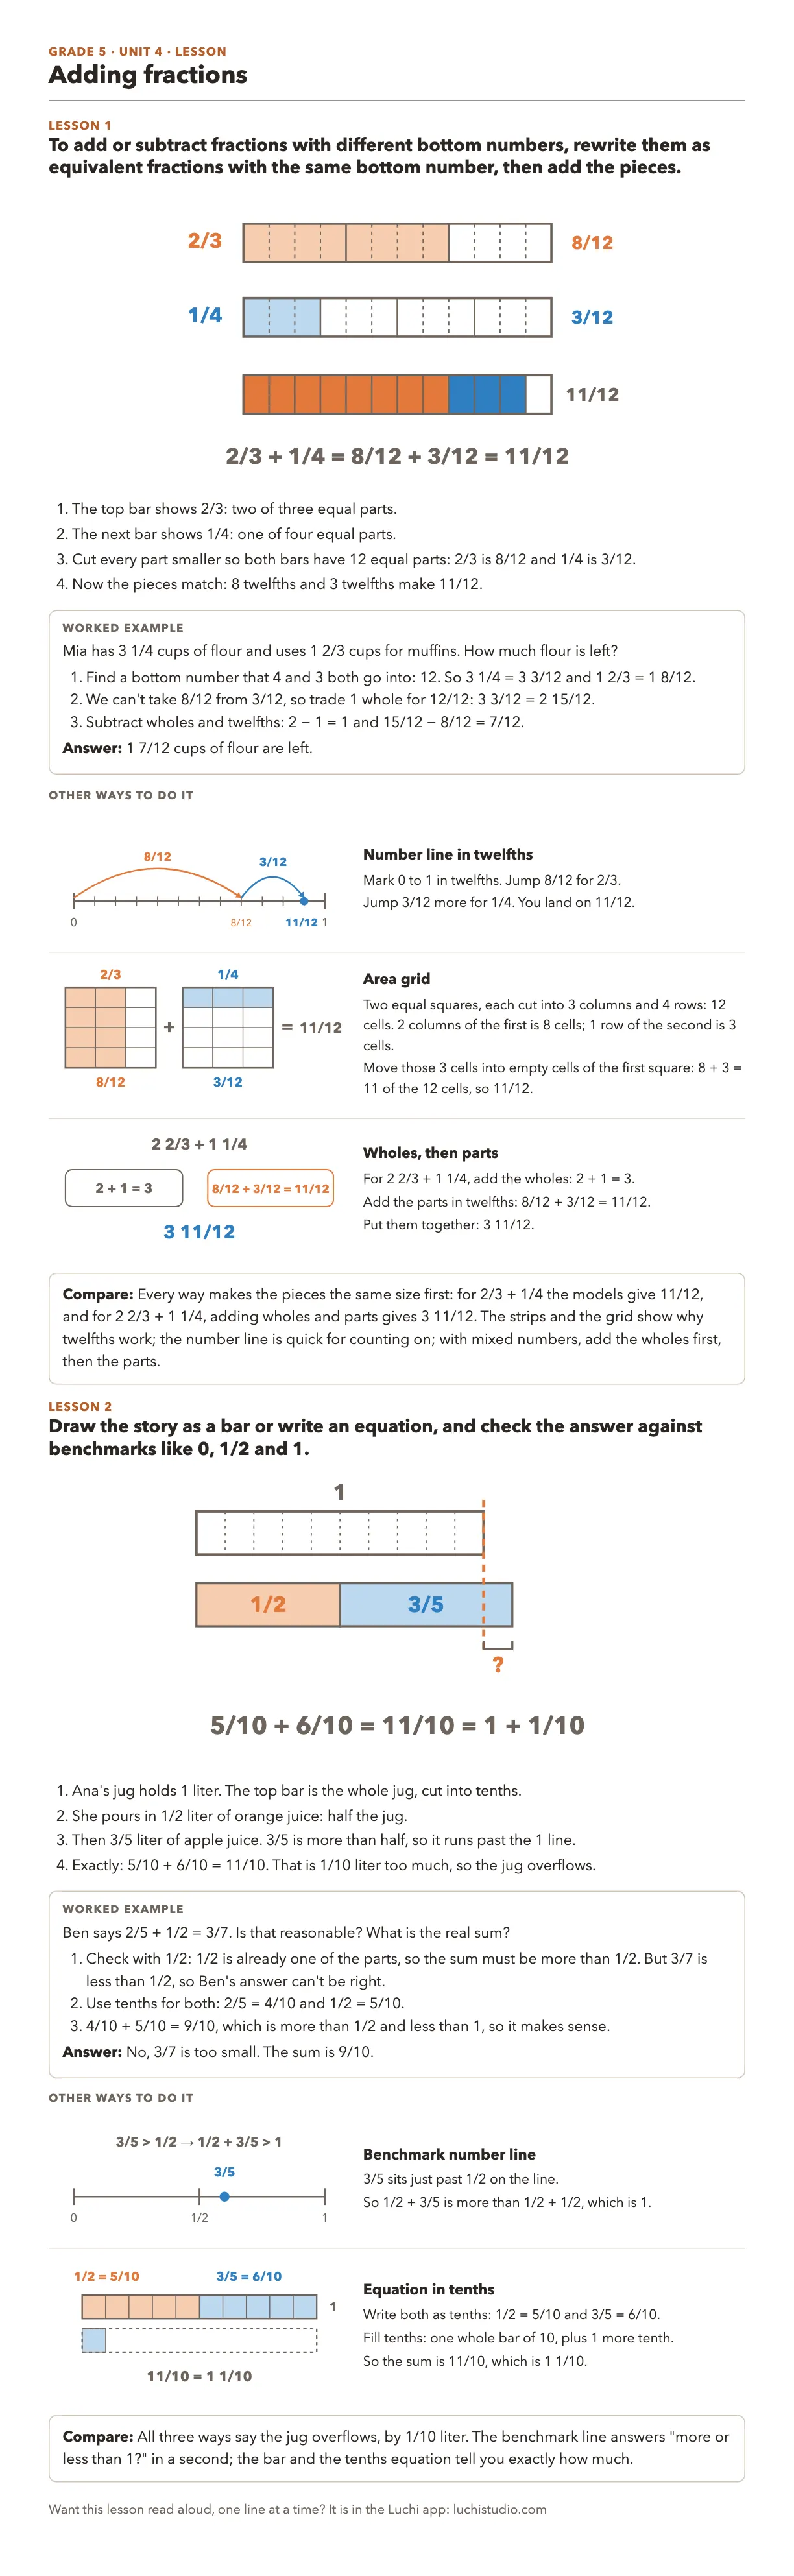 GRADE 5 · UNIT 4 · LESSON
Adding fractions
LESSON 1
To add or subtract fractions with different bottom numbers, rewrite them as
equivalent fractions with the same bottom number, then add the pieces.
2/3
8/12
1/4
3/12
11/12
2/3 + 1/4 = 8/12 + 3/12 = 11/12
1. The top bar shows 2/3: two of three equal parts.
2. The next bar shows 1/4: one of four equal parts.
3. Cut every part smaller so both bars have 12 equal parts: 2/3 is 8/12 and 1/4 is 3/12.
4. Now the pieces match: 8 twelfths and 3 twelfths make 11/12.
WORKED EXAMPLE
Mia has 3 1/4 cups of flour and uses 1 2/3 cups for muffins. How much flour is left?
1. Find a bottom number that 4 and 3 both go into: 12. So 3 1/4 = 3 3/12 and 1 2/3 = 1 8/12.
2. We can't take 8/12 from 3/12, so trade 1 whole for 12/12: 3 3/12 = 2 15/12.
3. Subtract wholes and twelfths: 2 − 1 = 1 and 15/12 − 8/12 = 7/12.
Answer: 1 7/12 cups of flour are left.
OTHER WAYS TO DO IT
8/12
3/12
0
8/12
11/12
1
Number line in twelfths
Mark 0 to 1 in twelfths. Jump 8/12 for 2/3.
Jump 3/12 more for 1/4. You land on 11/12.
2/3
1/4
+
= 11/12
8/12
3/12
Area grid
Two equal squares, each cut into 3 columns and 4 rows: 12
cells. 2 columns of the first is 8 cells; 1 row of the second is 3
cells.
Move those 3 cells into empty cells of the first square: 8 + 3 =
11 of the 12 cells, so 11/12.
2 2/3 + 1 1/4
2 + 1 = 3
8/12 + 3/12 = 11/12
3 11/12
Wholes, then parts
For 2 2/3 + 1 1/4, add the wholes: 2 + 1 = 3.
Add the parts in twelfths: 8/12 + 3/12 = 11/12.
Put them together: 3 11/12.
Compare: Every way makes the pieces the same size first: for 2/3 + 1/4 the models give 11/12,
and for 2 2/3 + 1 1/4, adding wholes and parts gives 3 11/12. The strips and the grid show why
twelfths work; the number line is quick for counting on; with mixed numbers, add the wholes first,
then the parts.
LESSON 2
Draw the story as a bar or write an equation, and check the answer against
benchmarks like 0, 1/2 and 1.
1
1/2
3/5
?
5/10 + 6/10 = 11/10 = 1 + 1/10
1. Ana's jug holds 1 liter. The top bar is the whole jug, cut into tenths.
2. She pours in 1/2 liter of orange juice: half the jug.
3. Then 3/5 liter of apple juice. 3/5 is more than half, so it runs past the 1 line.
4. Exactly: 5/10 + 6/10 = 11/10. That is 1/10 liter too much, so the jug overflows.
WORKED EXAMPLE
Ben says 2/5 + 1/2 = 3/7. Is that reasonable? What is the real sum?
1. Check with 1/2: 1/2 is already one of the parts, so the sum must be more than 1/2. But 3/7 is
less than 1/2, so Ben's answer can't be right.
2. Use tenths for both: 2/5 = 4/10 and 1/2 = 5/10.
3. 4/10 + 5/10 = 9/10, which is more than 1/2 and less than 1, so it makes sense.
Answer: No, 3/7 is too small. The sum is 9/10.
OTHER WAYS TO DO IT
3/5 > 1/2 → 1/2 + 3/5 > 1
3/5
0
1/2
1
Benchmark number line
3/5 sits just past 1/2 on the line.
So 1/2 + 3/5 is more than 1/2 + 1/2, which is 1.
1/2 = 5/10
3/5 = 6/10
1
11/10 = 1 1/10
Equation in tenths
Write both as tenths: 1/2 = 5/10 and 3/5 = 6/10.
Fill tenths: one whole bar of 10, plus 1 more tenth.
So the sum is 11/10, which is 1 1/10.
Compare: All three ways say the jug overflows, by 1/10 liter. The benchmark line answers "more or
less than 1?" in a second; the bar and the tenths equation tell you exactly how much.
Want this lesson read aloud, one line at a time? It is in the Luchi app: luchistudio.com